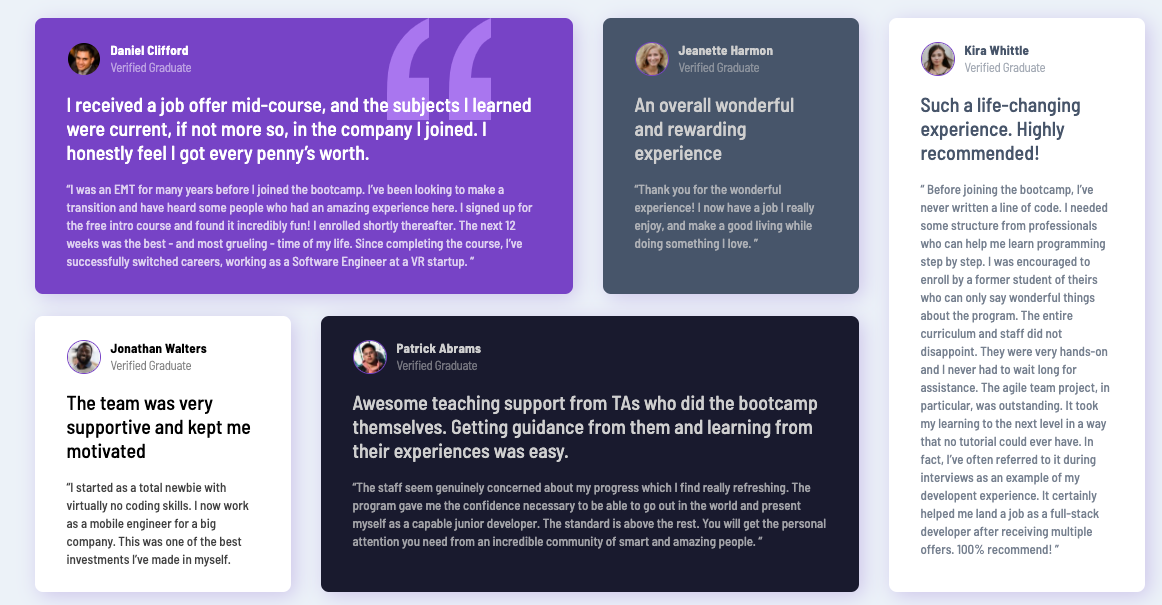 Daniel Clifford
Verified Graduate
I received a job offer mid-course, and the subjects I learned
were current, if not more so, in the company I joined. I
honestly feel I got every penny’s worth.
“I was an EMT for many years before I joined the bootcamp. I’ve been looking to make a
transition and have heard some people who had an amazing experience here. I signed up for
the free intro course and found it incredibly fun! I enrolled shortly thereafter. The next 12
weeks was the best - and most grueling - time of my life. Since completing the course, I’ve
successfully switched careers, working as a Software Engineer at a VR startup. “
Jeanette Harmon
Verified Graduate
An overall wonderful
and rewarding
experience
“Thank you for the wonderful
experience! I now have a job I really
enjoy, and make a good living while
doing something I love. ”
Kira Whittle
Verified Graduate
Such a life-changing
experience. Highly
recommended!
“ Before joining the bootcamp, I’ve
never written a line of code. I needed
some structure from professionals
who can help me learn programming
step by step. I was encouraged to
enroll by a former student of theirs
who can only say wonderful things
about the program. The entire
curriculum and staff did not
disappoint. They were very hands-on
and I never had to wait long for
assistance. The agile team project, in
particular, was outstanding. It took
my learning to the next level in a way
that no tutorial could ever have. In
fact, I’ve often referred to it during
interviews as an example of my
developent experience. It certainly
helped me land a job as a full-stack
developer after receiving multiple
offers. 100% recommend! ”
Jonathan Walters
Verified Graduate
The team was very
supportive and kept me
motivated
“I started as a total newbie with
virtually no coding skills. I now work
as a mobile engineer for a big
company. This was one of the best
investments I’ve made in myself.
Patrick Abrams
Verified Graduate
Awesome teaching support from TAs who did the bootcamp
themselves. Getting guidance from them and learning from
their experiences was easy.
“The staff seem genuinely concerned about my progress which I find really refreshing. The
program gave me the confidence necessary to be able to go out in the world and present
myself as a capable junior developer. The standard is above the rest. You will get the personal
attention you need from an incredible community of smart and amazing people. ”